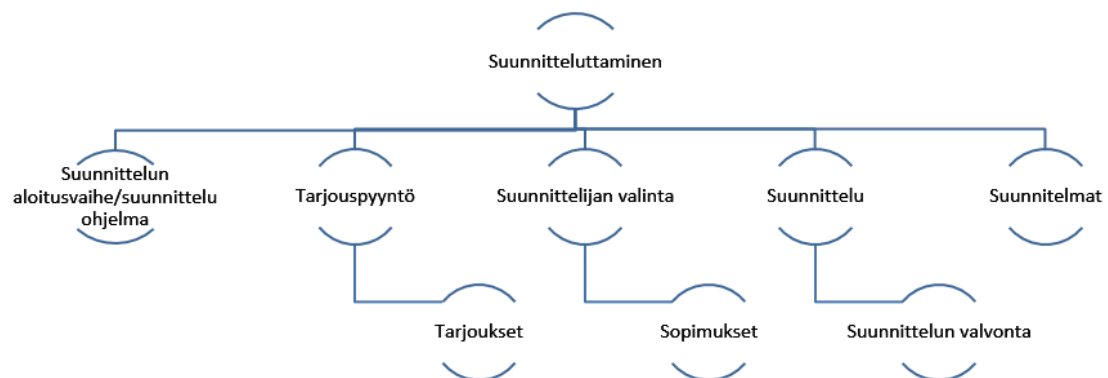 Suunnitteluttaminen
Suunnittelun
aloitusvaihe/suunnittelu
ohjelma
Tarjouspyyntö
Suunnittelijan valinta
Suunnittelu
Suunnitelmat
Tarjoukset
Sopimukset
Suunnittelun valvonta